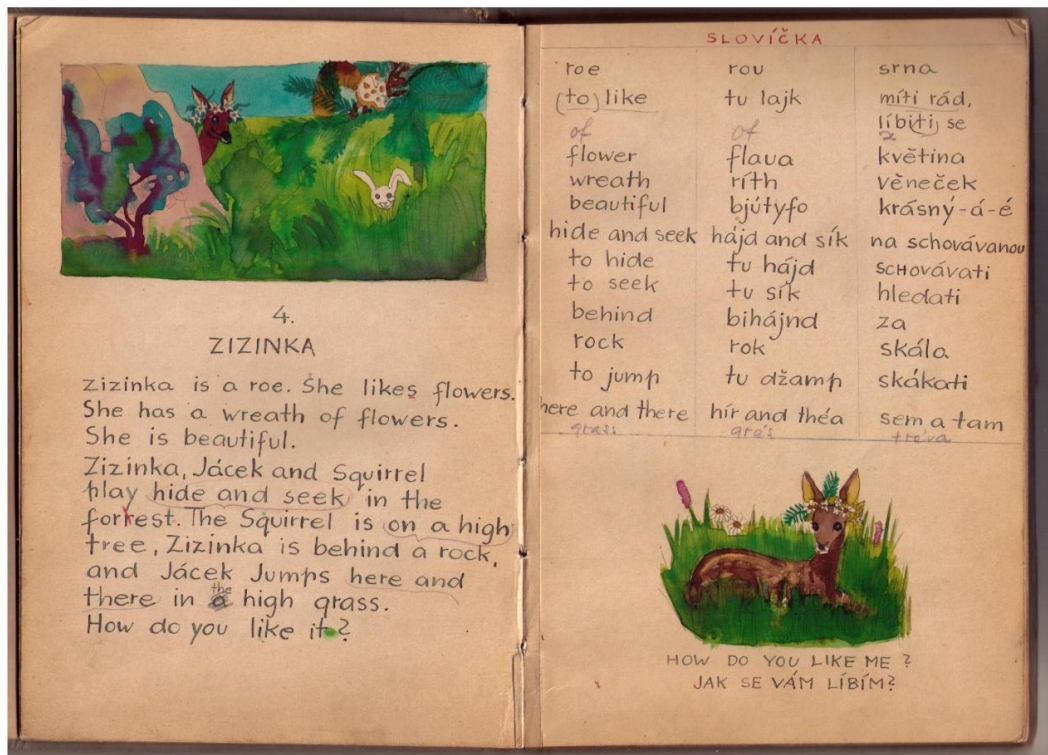 4.
ZIZINKA
Zizinka is a roe. She likes flowers.
She has a wreath of flowers.
She is beautiful.
Zizinka, Jácek and Squirrel
play hide and seek in the
forrest. The Squirrel is on a high
tree, Zizinka is behind a rock,
and Jácek Jumps here and
there in the high grass.
How do you like it?
SLOVÍČKA
roe rou srna
(to) like tu lajk míti rád,
líbiti se
of of
flower flaua květina
wreath ríth věneček
beautiful bjútyfo krásný-á-é
hide and seek hájd and sík na schovávanou
to hide tu hájd SCHOVÁVATI
to seek tu sík hledati
behind bihájnd za
rock rok skála
to jump tu džamp skákati
here and there hír and théa sem a tam
grass gra's tráva
HOW DO YOU LIKE ME?
JAK SE VÁM LÍBÍM?